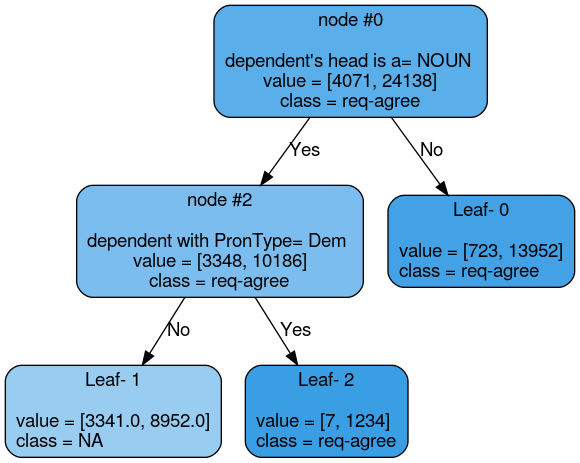 node #0
dependent's head is a= NOUN
value = [4071, 24138]
class = req-agree
Yes
No
node #2
dependent with PronType= Dem
value = [3348, 10186]
class = req-agree
Leaf- 0
value = [723, 13952]
class = req-agree
No
Yes
Leaf- 1
value = [3341.0, 8952.0]
class = NA
Leaf- 2
value = [7, 1234]
class = req-agree